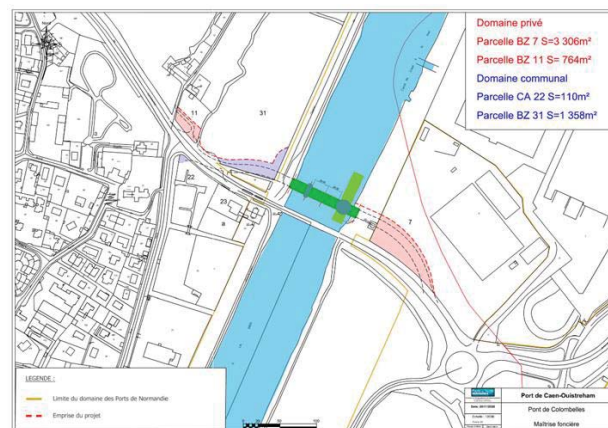 Domaine privé
Parcelle BZ 7 S=3 306m²
Parcelle BZ 11 S= 764m²
Domaine communal
Parcelle CA 22 S=110m²
Parcelle BZ 31 S=1 358m²
11
31
22
23
a
7
LEGENDE :
Limite du domaine des Ports de Normandie
Emprise du projet
Port de Caen-Ouistreham
Pont de Colombelles
Maîtrise foncière